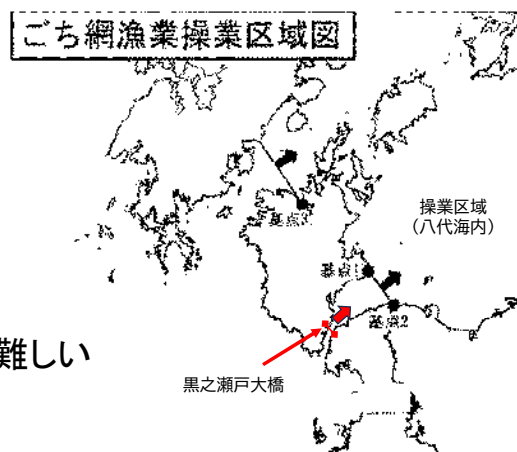 ごち網漁業操業区域図
操業区域
（八代海内）
基点3
基点1
基点2
難しい
黒之瀬戸大橋